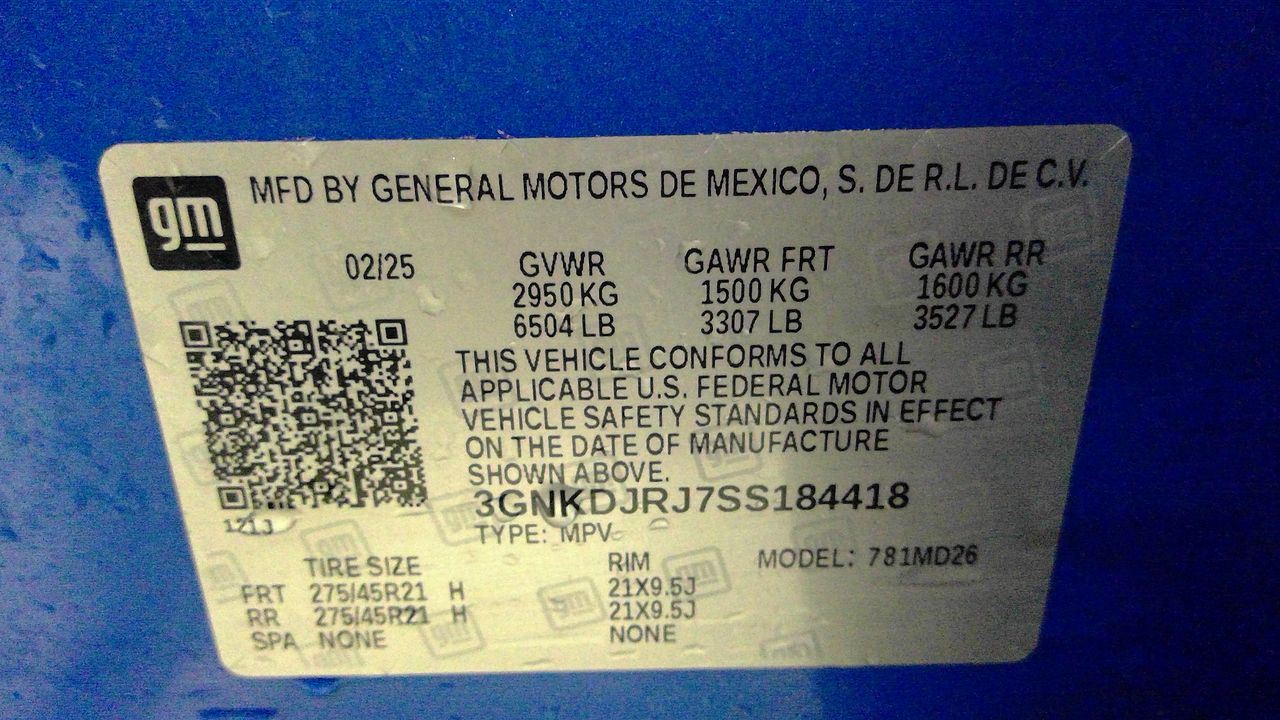 gm
MFD BY GENERAL MOTORS DE MEXICO, S. DE R.L. DE C.V.
02/25 GVWR GAWR FRT GAWR RR
2950 KG 1500 KG 1600 KG
6504 LB 3307 LB 3527 LB
THIS VEHICLE CONFORMS TO ALL
APPLICABLE U.S. FEDERAL MOTOR
VEHICLE SAFETY STANDARDS IN EFFECT
ON THE DATE OF MANUFACTURE
SHOWN ABOVE.
3GNKDJRJ7SS184418
121J
TYPE: MPV
TIRE SIZE RIM MODEL: 781MD26
FRT 275/45R21 H 21X9.5J
RR 275/45R21 H 21X9.5J
SPA NONE NONE